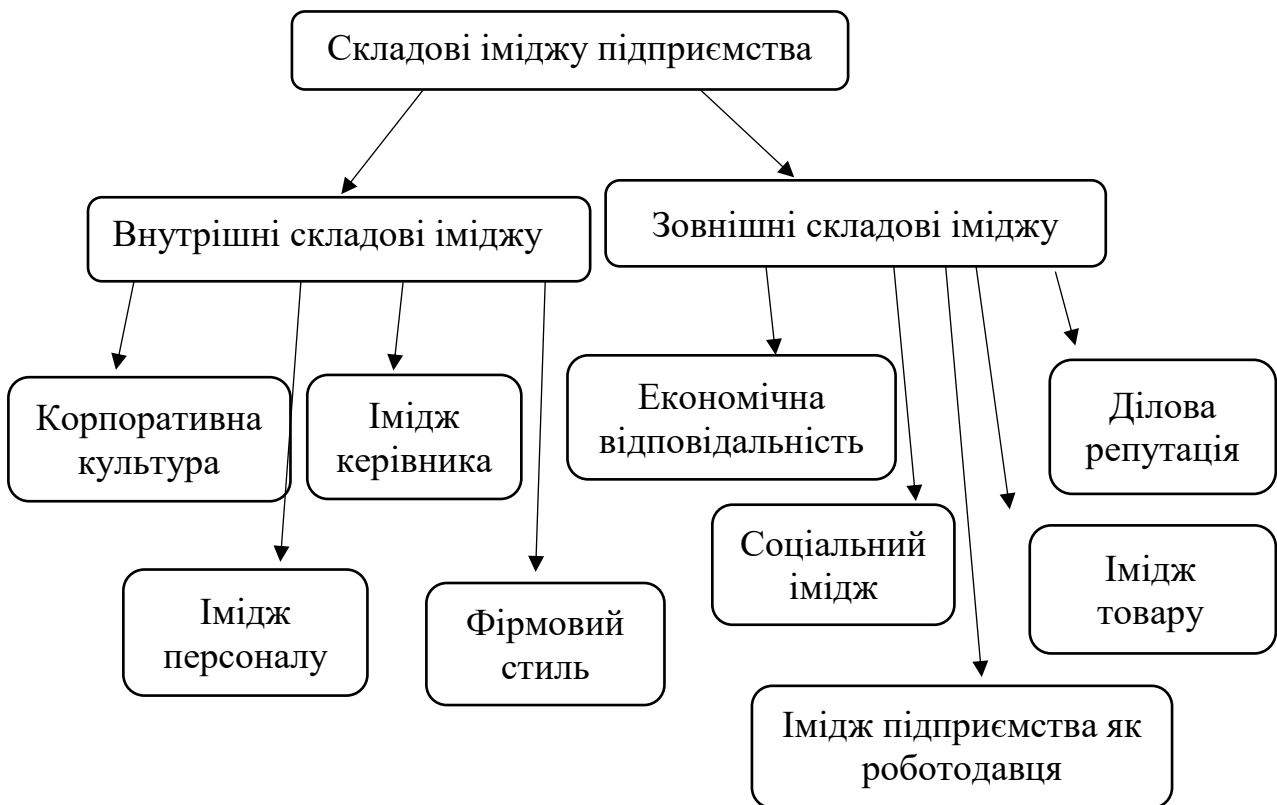 Складові іміджу підприємства
Внутрішні складові іміджу
Зовнішні складові іміджу
Корпоративна
культура
Імідж
керівника
Економічна
відповідальність
Ділова
репутація
Імідж
персоналу
Фірмовий
стиль
Соціальний
імідж
Імідж
товару
Імідж підприємства як
роботодавця